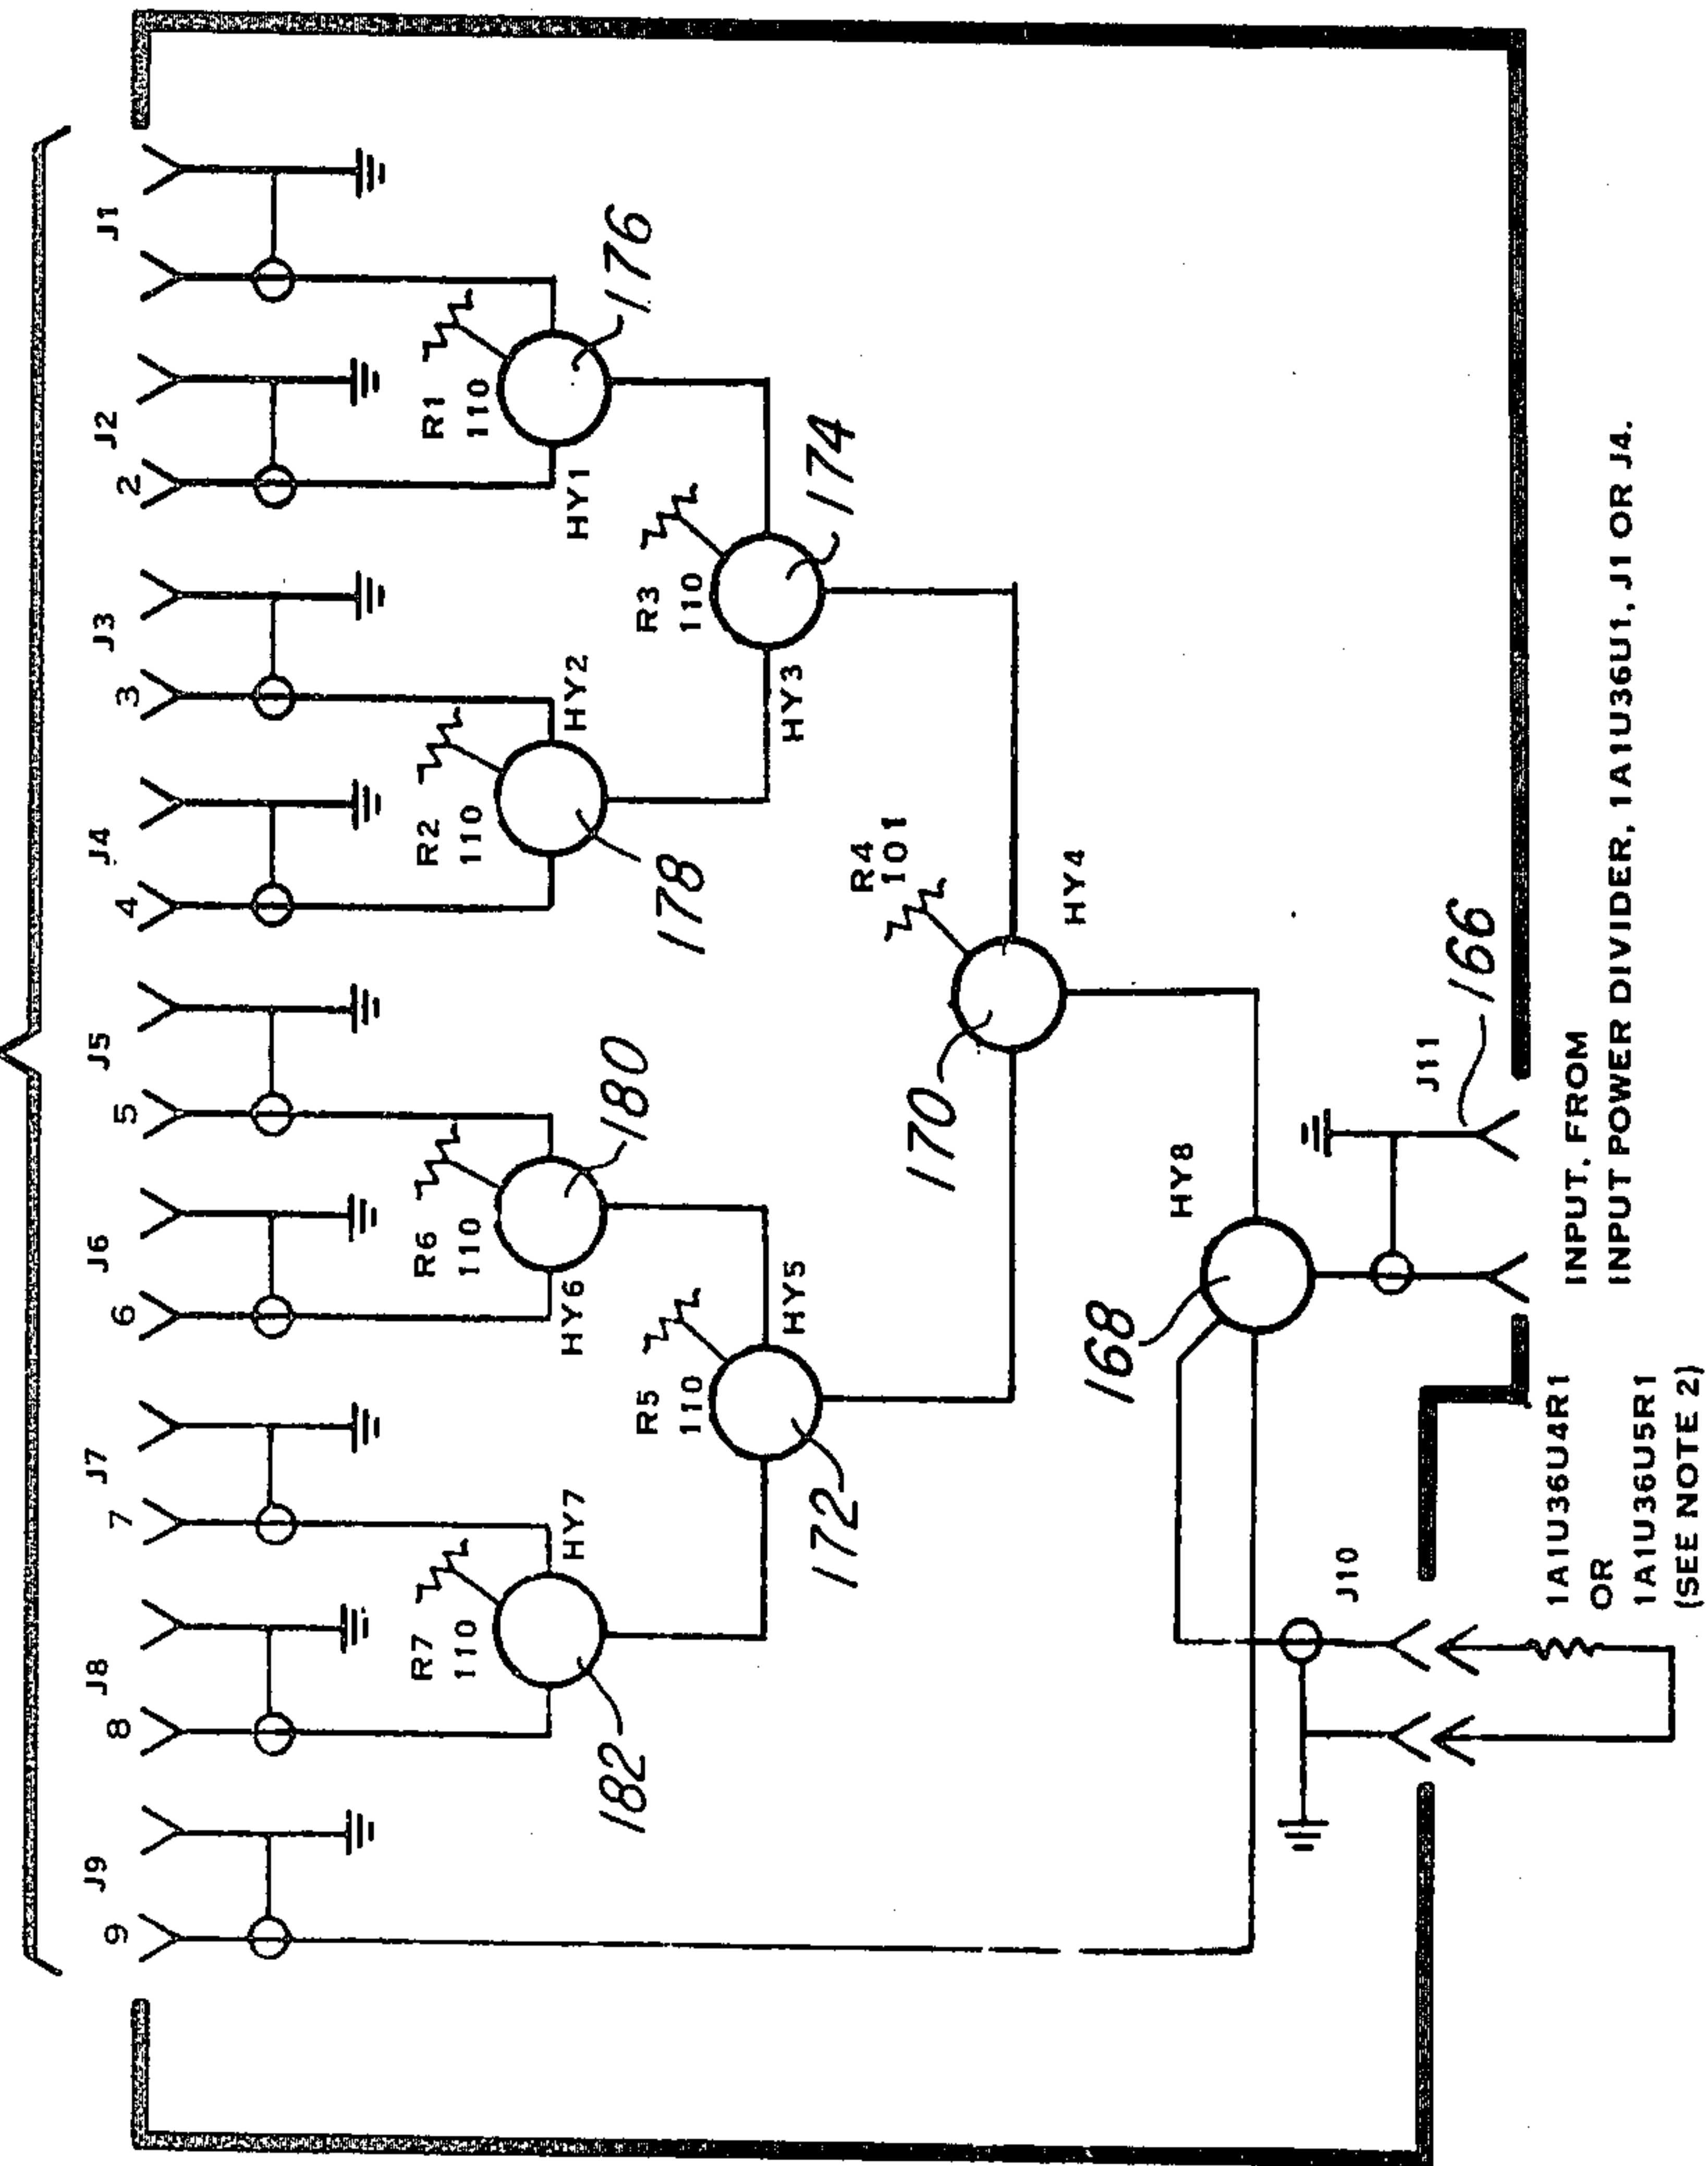 J9 J8 J7 J6 J5 J4 J3 J2 J1
9 8 7 6 5 4 3 2
R7 R6 R2 R1
110 110 110 110
HY7 HY6 HY2 HY1
182 180 178 176
R5 R3
110 110
HY5 HY3
172 174
R4
101
170
HY4
168
HY8
J10
J11
166
1A1U36U4R1
OR
1A1U36U5R1
(SEE NOTE 2)
INPUT, FROM
INPUT POWER DIVIDER, 1A1U36U1, J1 OR J4.